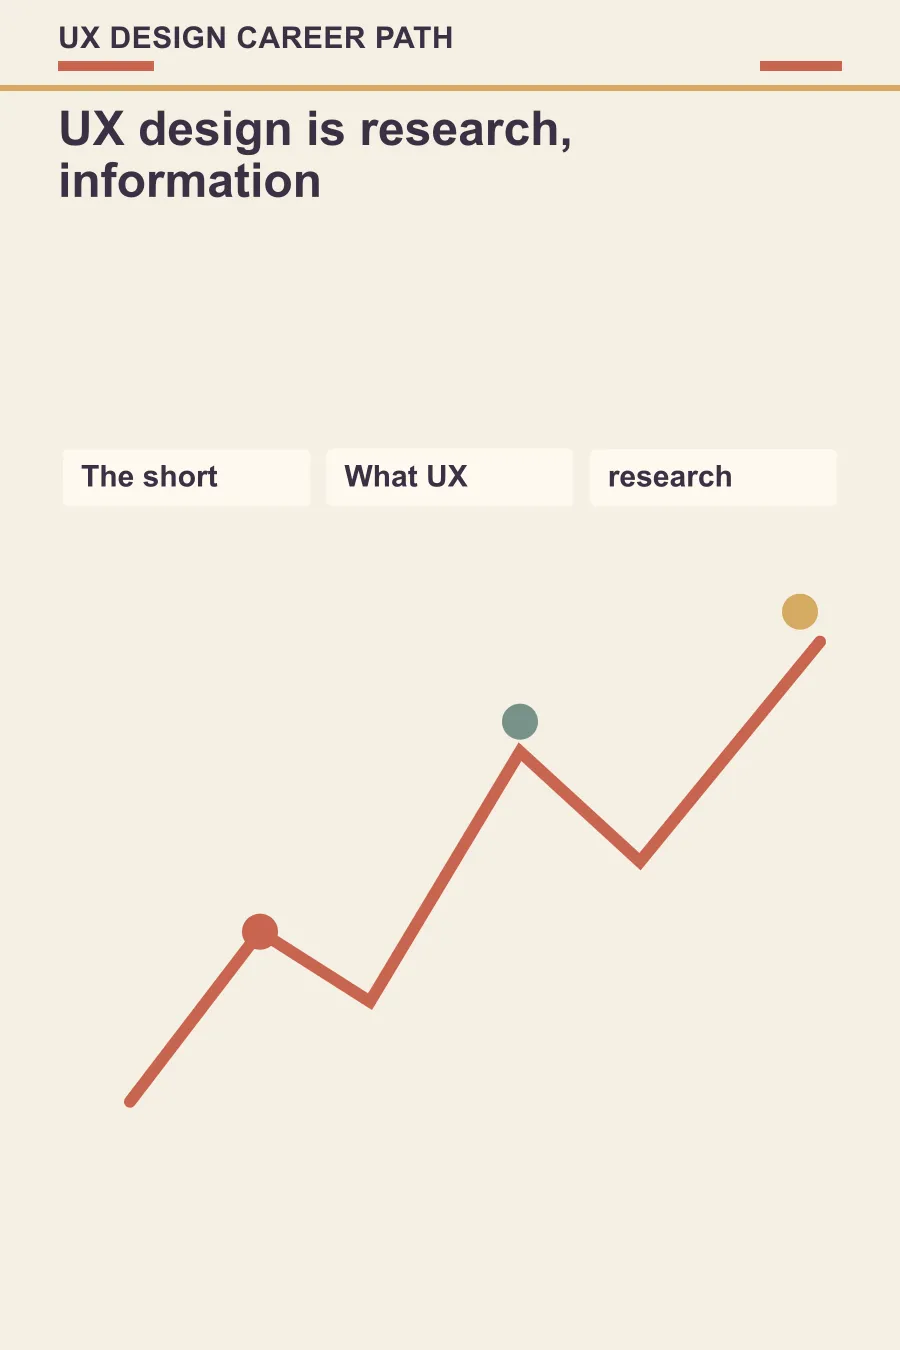 UX DESIGN CAREER PATH
UX design is research,
information
The short
What UX
research